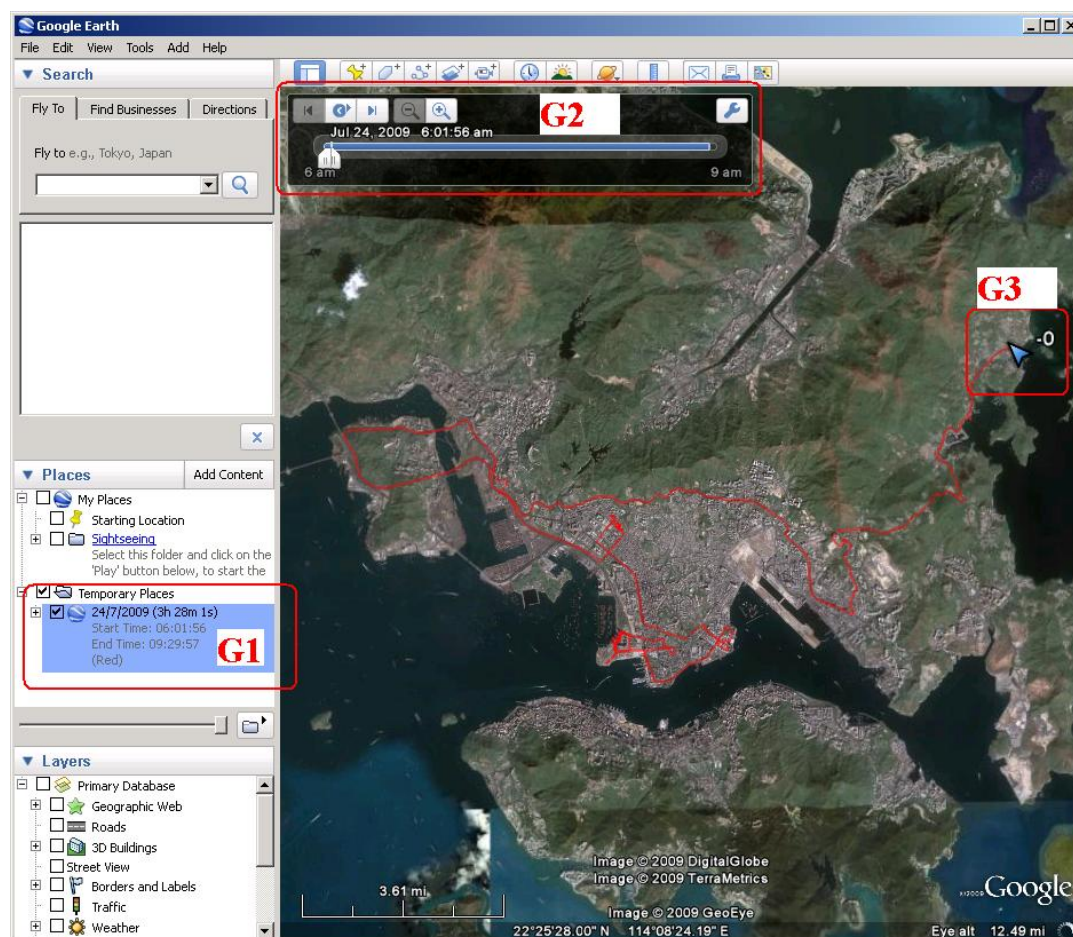 Google Earth
File Edit View Tools Add Help
Search
Fly To Find Businesses Directions
Fly to e.g., Tokyo, Japan
G2
Jul 24, 2009 6:01:56 am
6 am 9 am
G3
-0
Places Add Content
My Places
Starting Location
Sightseeing
Select this folder and click on the
'Play' button below, to start the
Temporary Places
24/7/2009 (3h 28m 1s)
Start Time: 06:01:56
End Time: 09:29:57
(Red)
G1
Layers
Primary Database
Geographic Web
Roads
3D Buildings
Street View
Borders and Labels
Traffic
Weather
3.61 mi
Image © 2009 DigitalGlobe
Image © 2009 TerraMetrics
Image © 2009 GeoEye
©2009 Google
22°25'28.00" N 114°08'24.19" E
Eye alt 12.49 mi